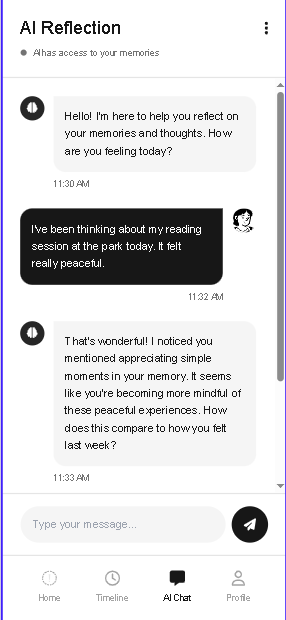 AI Reflection
AI has access to your memories
Hello! I'm here to help you reflect on
your memories and thoughts. How
are you feeling today?
11:30 AM
I've been thinking about my reading
session at the park today. It felt
really peaceful.
11:32 AM
That's wonderful! I noticed you
mentioned appreciating simple
moments in your memory. It seems
like you're becoming more mindful of
these peaceful experiences. How
does this compare to how you felt
last week?
11:33 AM
Type your message...
Home Timeline AI Chat Profile